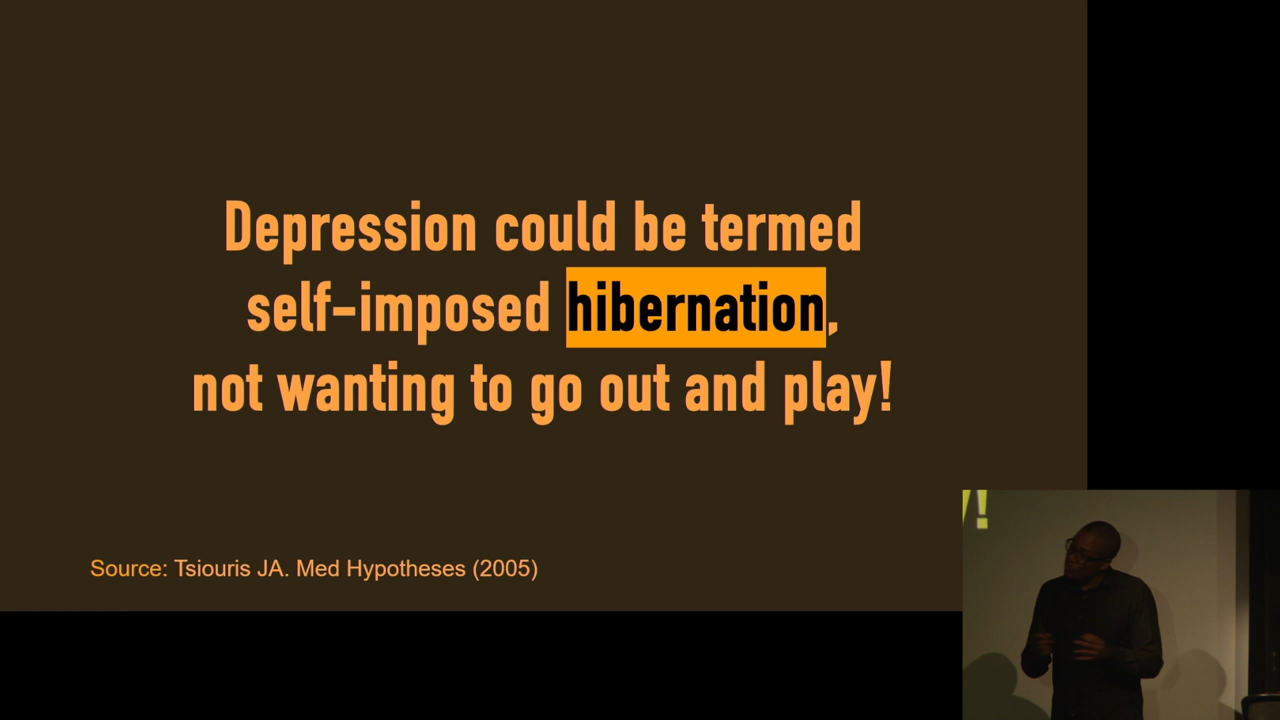 Depression could be termed
self-imposed hibernation,
not wanting to go out and play!
Source: Tsiouris JA. Med Hypotheses (2005)
!